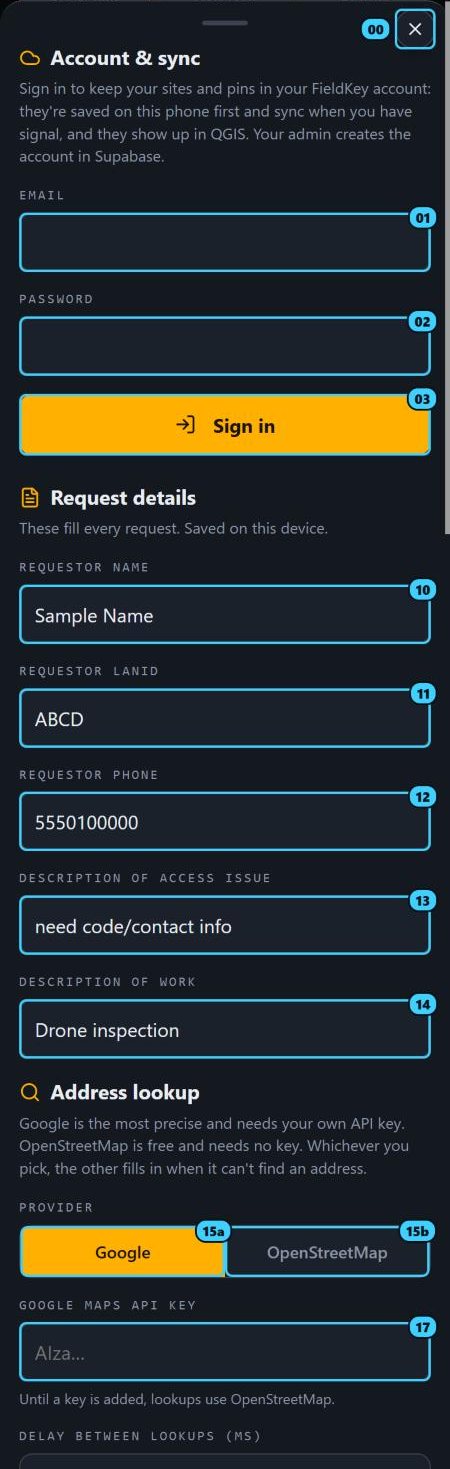 00
Account & sync
Sign in to keep your sites and pins in your FieldKey account:
they're saved on this phone first and sync when you have
signal, and they show up in QGIS. Your admin creates the
account in Supabase.
EMAIL
01
PASSWORD
02
03
Sign in
Request details
These fill every request. Saved on this device.
REQUESTOR NAME
10
Sample Name
REQUESTOR LANID
11
ABCD
REQUESTOR PHONE
12
5550100000
DESCRIPTION OF ACCESS ISSUE
13
need code/contact info
DESCRIPTION OF WORK
14
Drone inspection
Address lookup
Google is the most precise and needs your own API key.
OpenStreetMap is free and needs no key. Whichever you
pick, the other fills in when it can't find an address.
PROVIDER
15a 15b
Google OpenStreetMap
GOOGLE MAPS API KEY
17
AIza...
Until a key is added, lookups use OpenStreetMap.
DELAY BETWEEN LOOKUPS (MS)